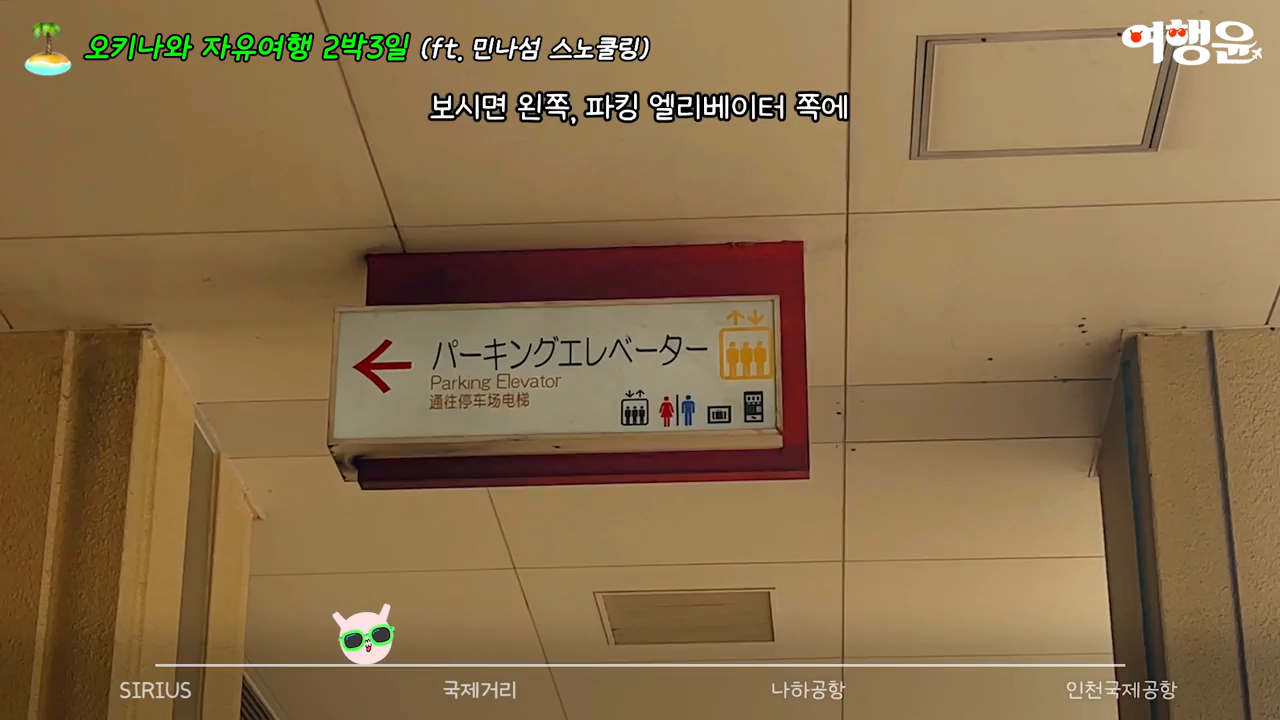 오키나와 자유여행 2박3일 (ft. 민나섬 스노쿨링)
여행윤
보시면 왼쪽, 파킹 엘리베이터 쪽에
パーキングエレベーター
Parking Elevator
通往停车场电梯
SIRIUS
국제거리
나하공항
인천국제공항